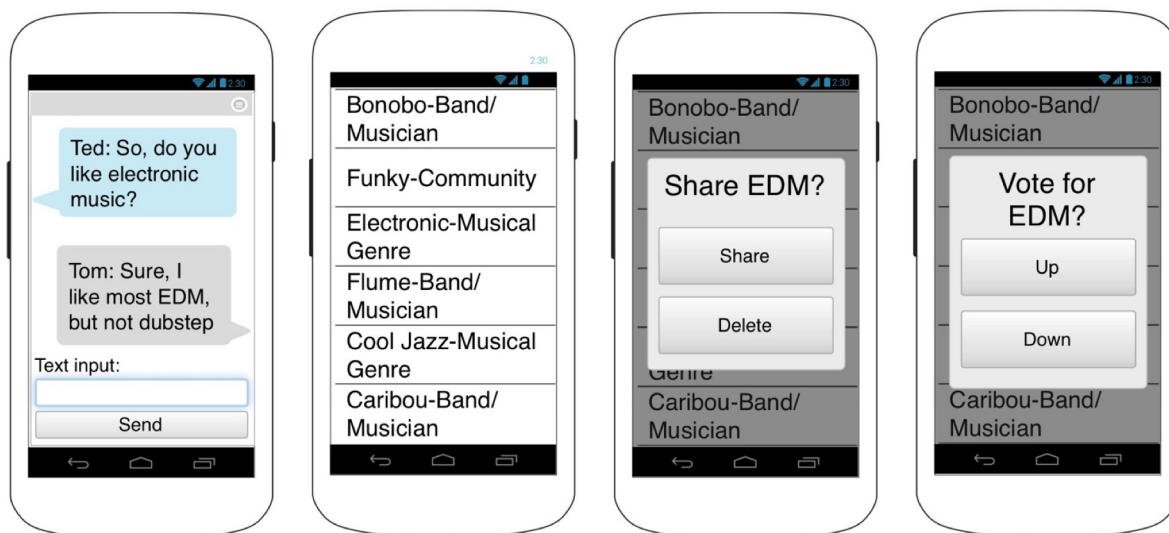 2:30
Ted: So, do you
like electronic
music?
Tom: Sure, I
like most EDM,
but not dubstep
Text input:
Send
2:30
Bonobo-Band/
Musician
Funky-Community
Electronic-Musical
Genre
Flume-Band/
Musician
Cool Jazz-Musical
Genre
Caribou-Band/
Musician
2:30
Bonobo-Band/
Musician
Share EDM?
Share
Delete
Genre
Caribou-Band/
Musician
2:30
Bonobo-Band/
Musician
Vote for
EDM?
Up
Down
Caribou-Band/
Musician